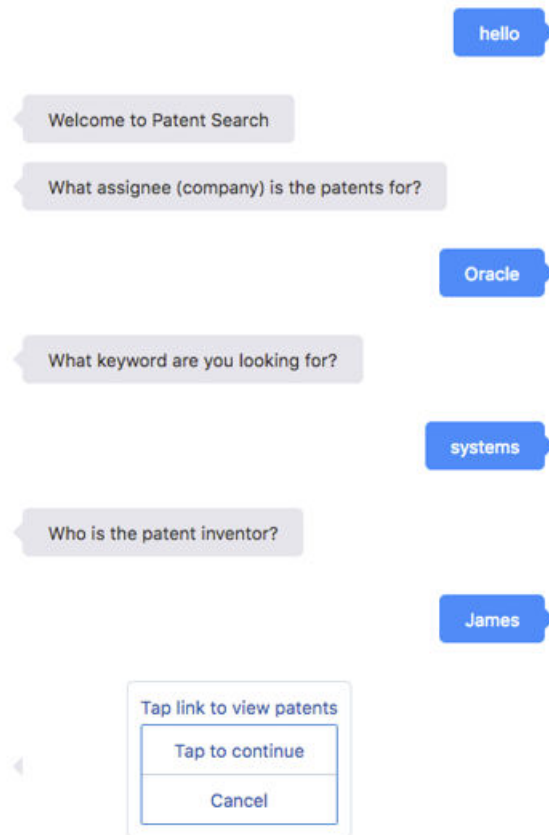 hello
Welcome to Patent Search
What assignee (company) is the patents for?
Oracle
What keyword are you looking for?
systems
Who is the patent inventor?
James
Tap link to view patents
Tap to continue
Cancel